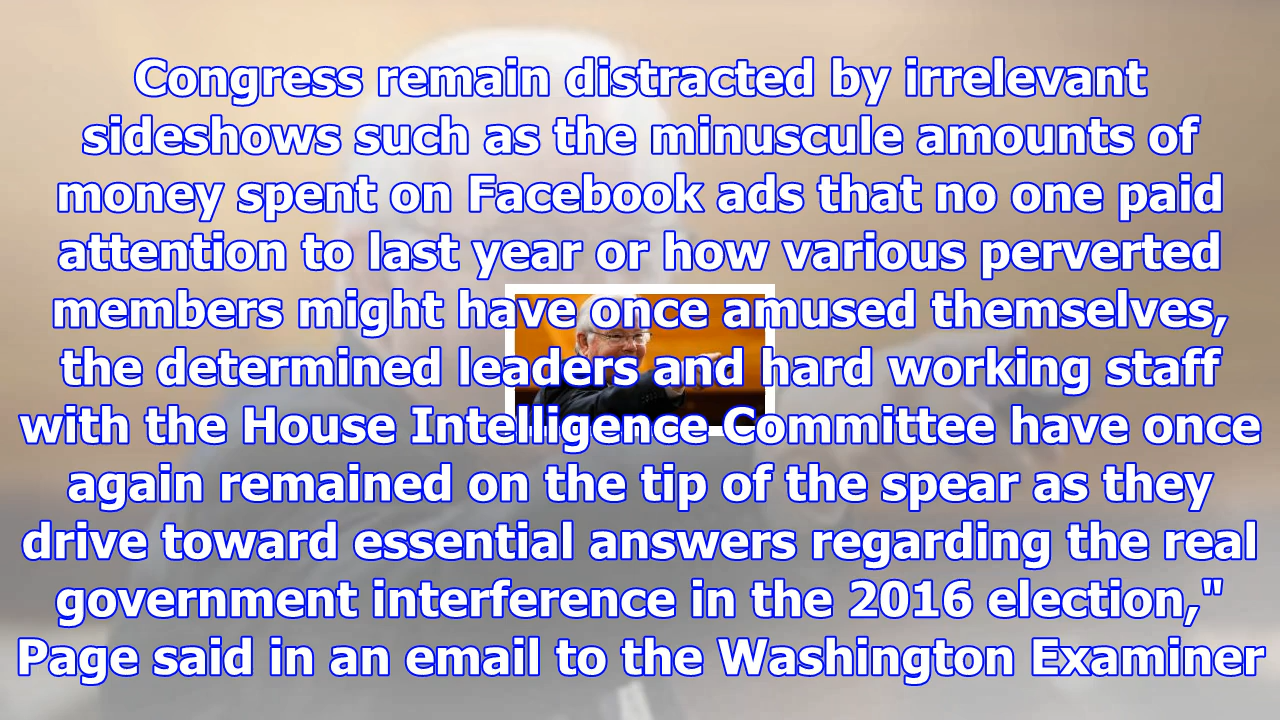 Congress remain distracted by irrelevant
sideshows such as the minuscule amounts of
money spent on Facebook ads that no one paid
attention to last year or how various perverted
members might have once amused themselves,
the determined leaders and hard working staff
with the House Intelligence Committee have once
again remained on the tip of the spear as they
drive toward essential answers regarding the real
government interference in the 2016 election,"
Page said in an email to the Washington Examiner